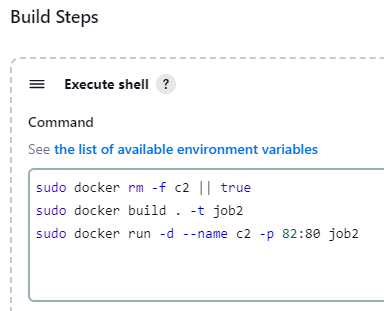 Build Steps
Execute shell ?
Command
See the list of available environment variables
sudo docker rm -f c2 || true
sudo docker build . -t job2
sudo docker run -d --name c2 -p 82:80 job2